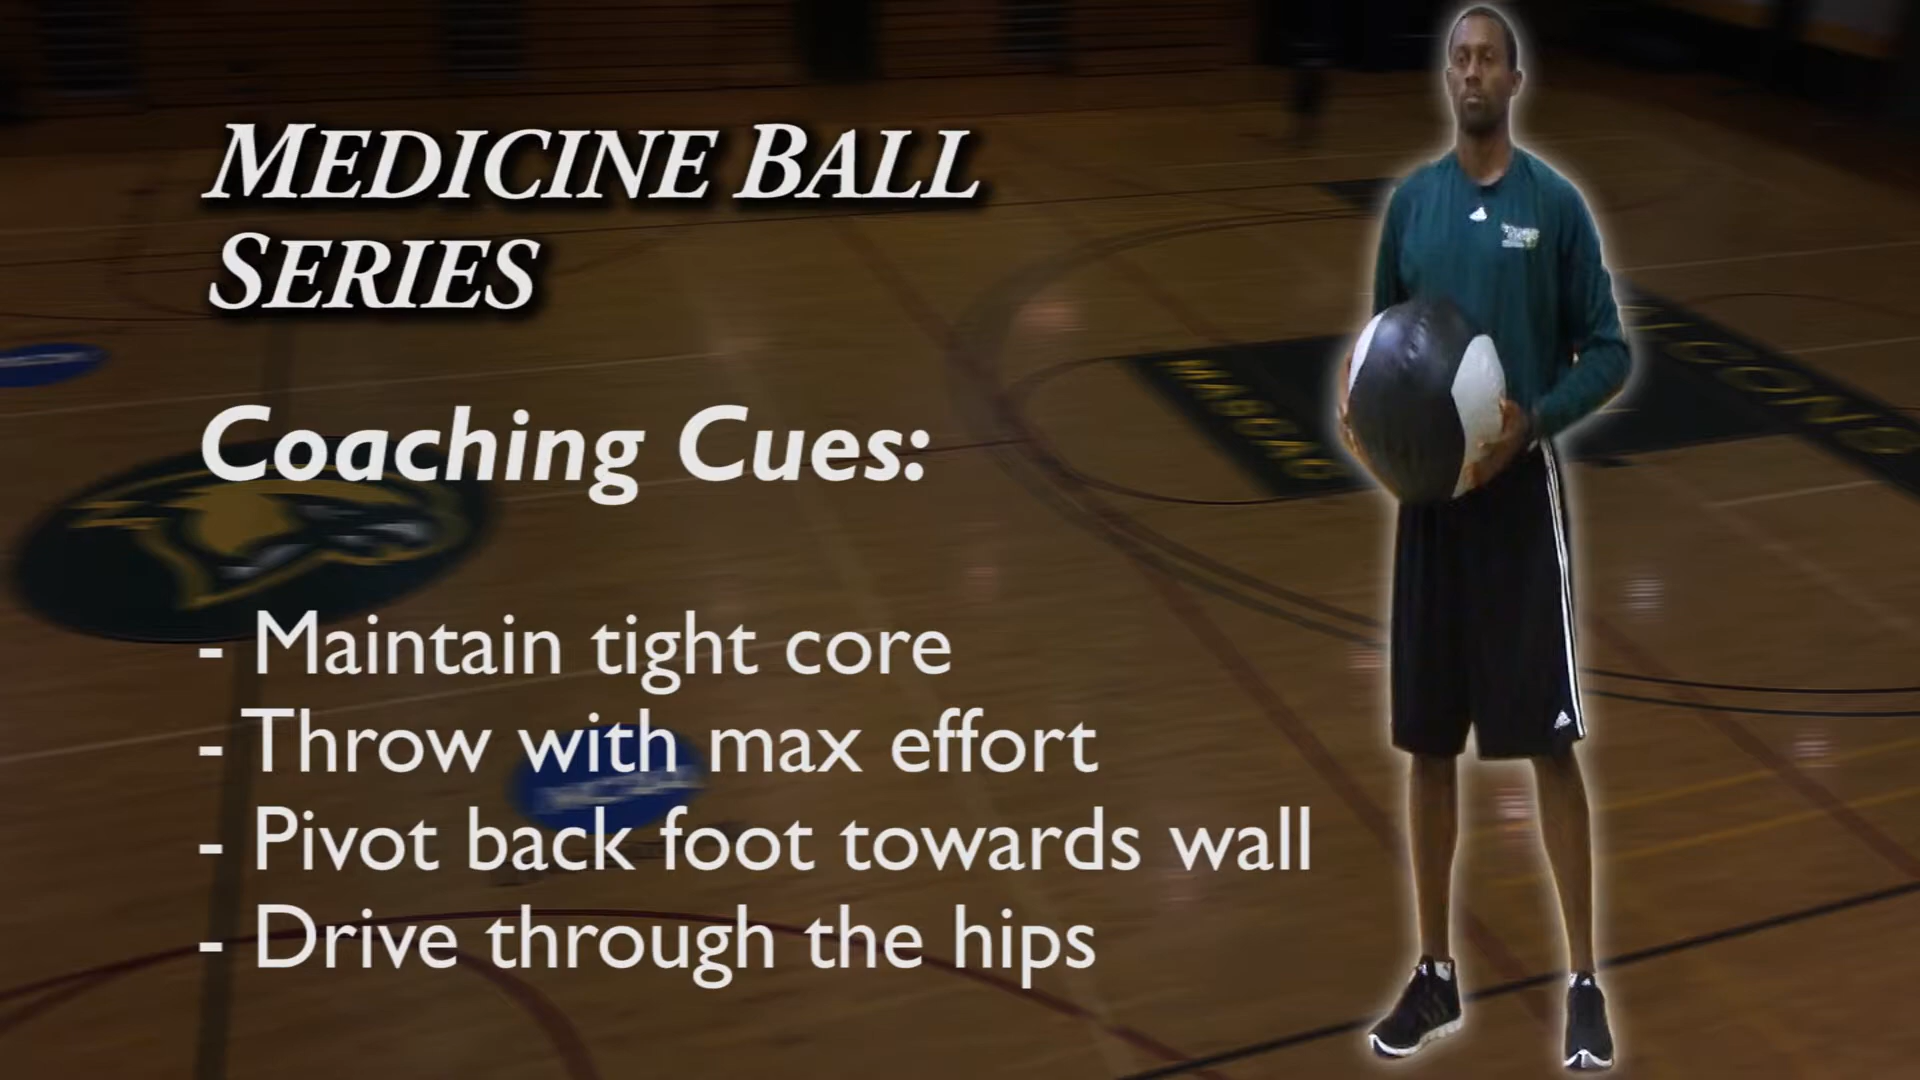 MEDICINE BALL
SERIES
Coaching Cues:
- Maintain tight core
- Throw with max effort
- Pivot back foot towards wall
- Drive through the hips